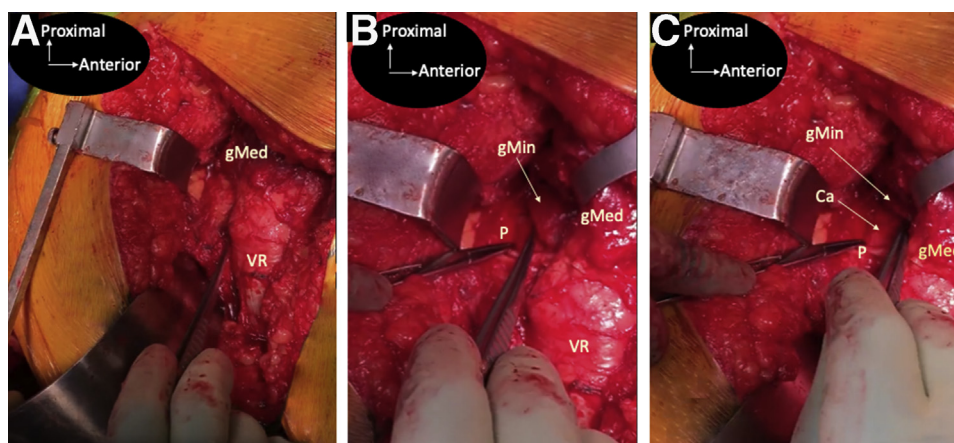 A
Proximal
Anterior
gMed
VR
B
Proximal
Anterior
gMin
gMed
P
VR
C
Proximal
Anterior
gMin
Ca
P
gMed